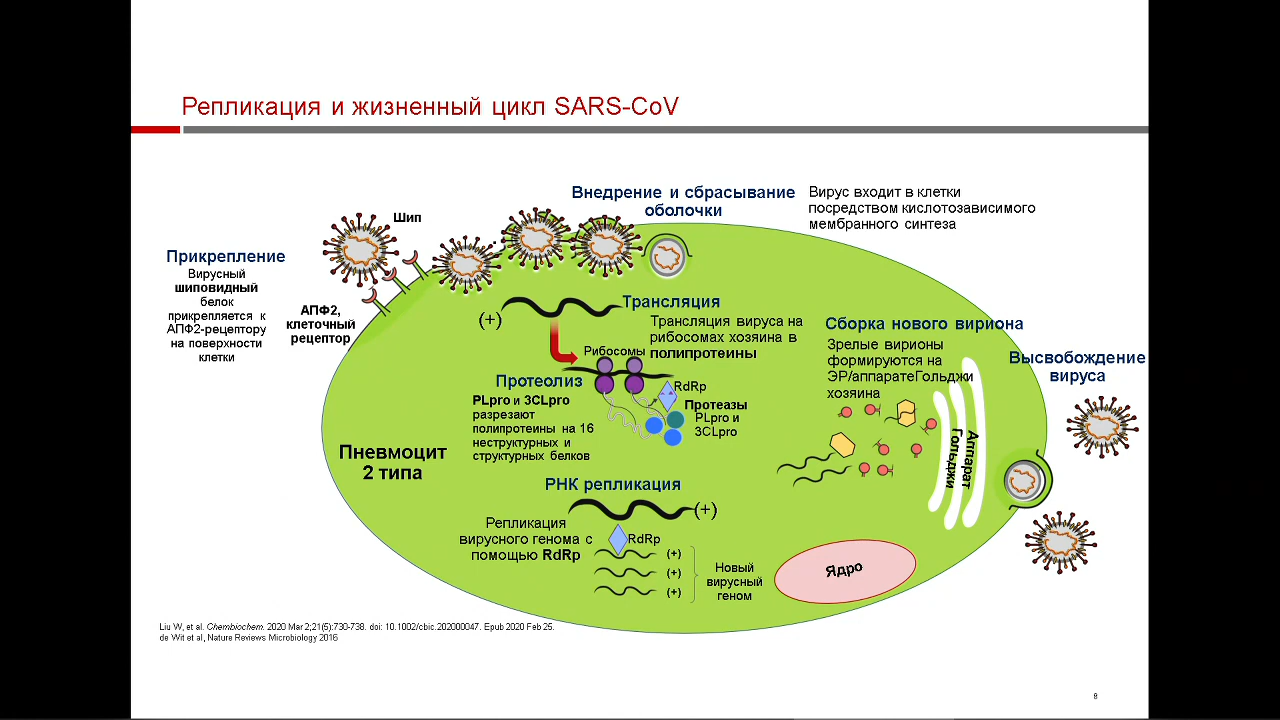 Репликация и жизненный цикл SARS-CoV
Внедрение и сбрасывание
оболочки
Вирус входит в клетки
посредством кислотозависимого
мембранного синтеза
Шип
Прикрепление
Вирусный
шиповидный
белок
прикрепляется к
АПФ2-рецептору
на поверхности
клетки
АПФ2,
клеточный
рецептор
(+)
Трансляция
Трансляция вируса на
рибосомах хозяина в
полипротеины
Рибосомы
Протеолиз
PLpro и 3CLpro
разрезают
полипротеины на 16
неструктурных и
структурных белков
RdRp
Протеазы
PLpro и
3CLpro
Сборка нового вириона
Зрелые вирионы
формируются на
ЭР/аппаратеГольджи
хозяина
Высвобождение
вируса
Аппарат
Гольджи
Пневмоцит
2 типа
РНК репликация
(+)
Репликация
вирусного генома с
помощью RdRp
RdRp
(+)
(+)
(+)
Новый
вирусный
геном
Ядро
Liu W, et al. Chembiochem. 2020 Mar 2;21(5):730-738. doi: 10.1002/cbic.202000047. Epub 2020 Feb 25.
de Wit et al, Nature Reviews Microbiology 2016
8